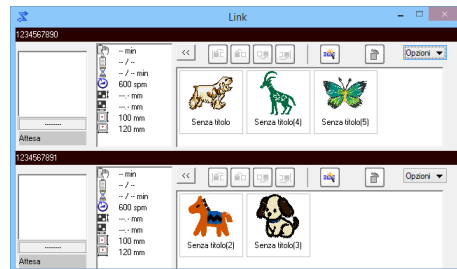 Link
1234567890
-- min
-- / --
-- / -- min
600 spm
---.- mm
---.- mm
100 mm
120 mm
<<
Opzioni
Senza titolo
Senza titolo(4)
Senza titolo(5)
--------
Attesa
1234567891
-- min
-- / --
-- / -- min
600 spm
---.- mm
---.- mm
100 mm
120 mm
<<
Opzioni
Senza titolo(2)
Senza titolo(3)
--------
Attesa